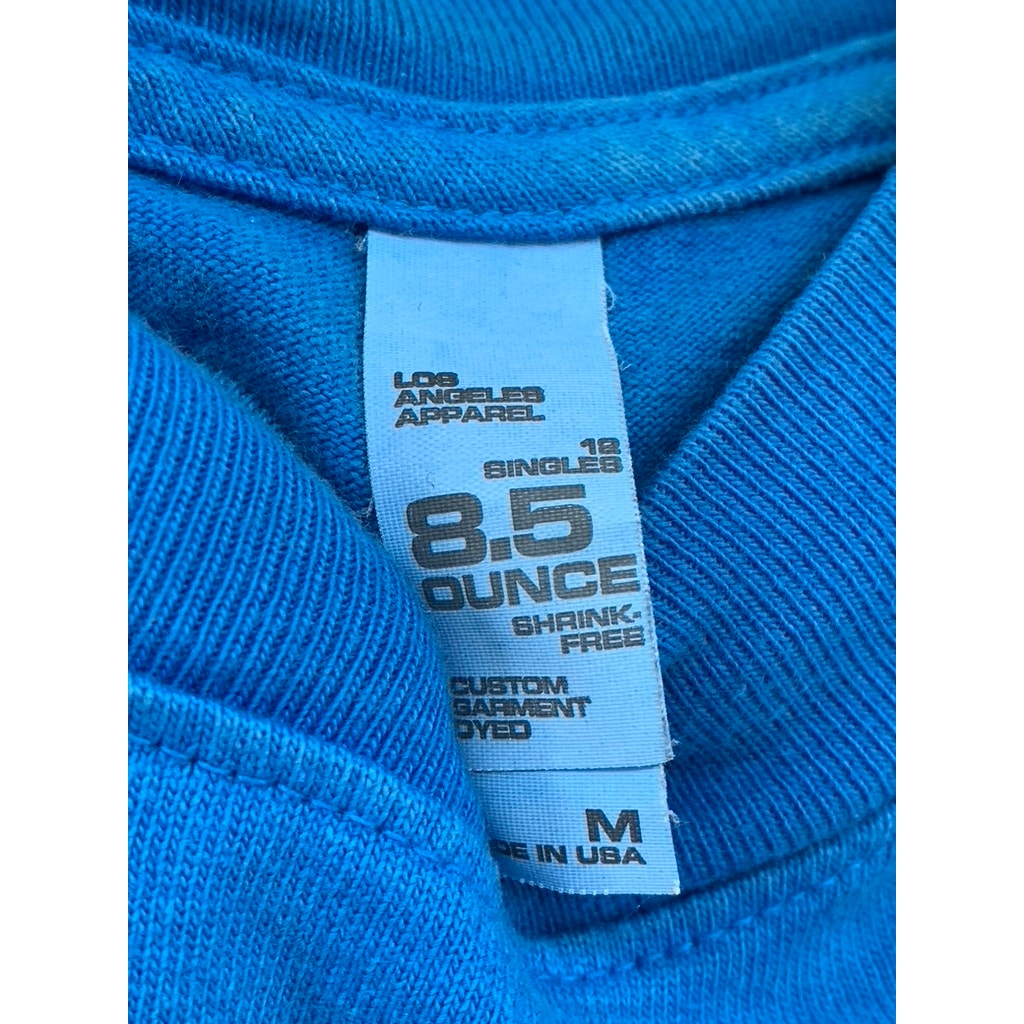 LOS
ANGELES
APPAREL
12
SINGLES
8.5
OUNCE
SHRINK-
FREE
CUSTOM
GARMENT
DYED
M
DE IN USA